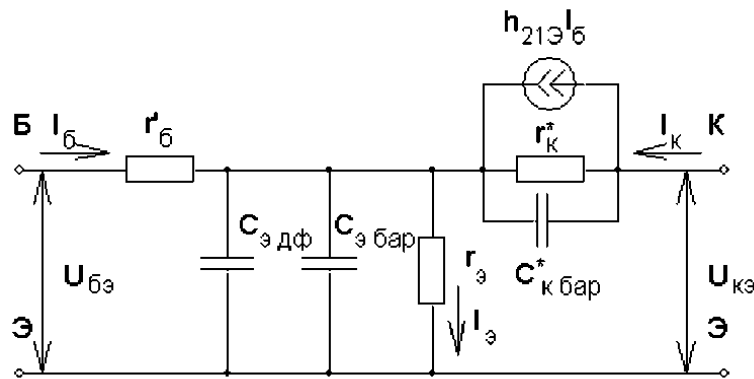 h21ЭIб
Б Iб r'б r*к Iк К
Cэ дф Cэ бар rэ C*к бар
Uбэ Uкэ
Э Iэ Э